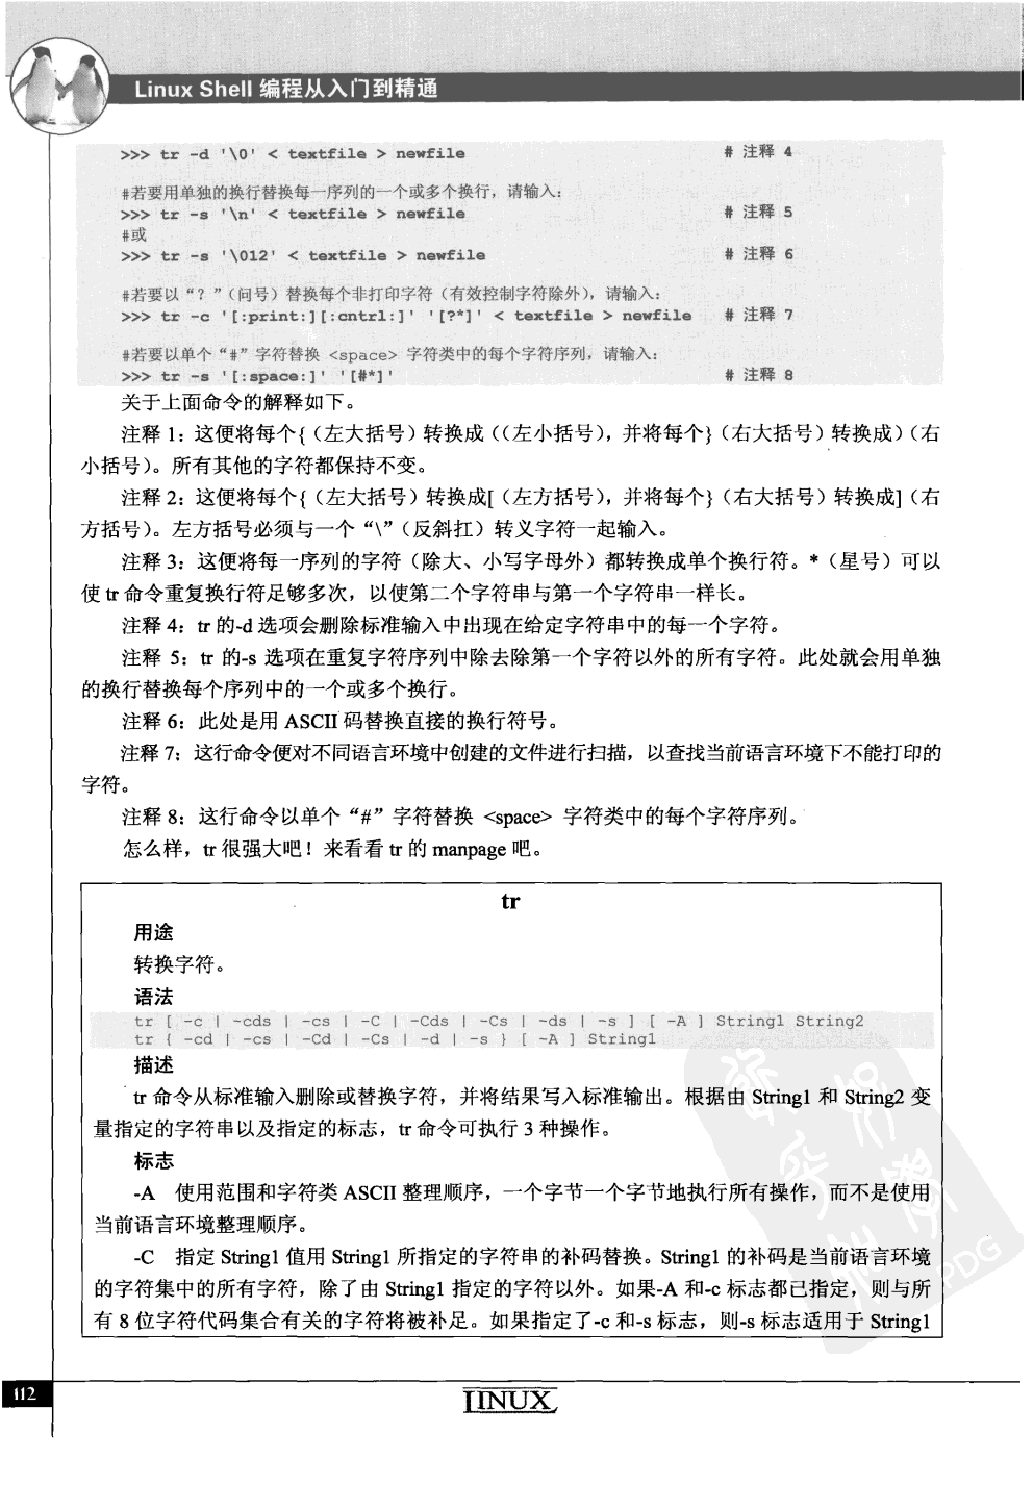 Linux Shell 编程从入门到精通
>>> tr -d '\0' < textfile > newfile # 注释 4
#若要用单独的换行替换每一序列的一个或多个换行，请输入：
>>> tr -s '\n' < textfile > newfile # 注释 5
#或
>>> tr -s '\012' < textfile > newfile # 注释 6
#若要以“？”（问号）替换每个非打印字符（有效控制字符除外），请输入：
>>> tr -c '[:print:][:cntrl:]' '[?*]' < textfile > newfile # 注释 7
#若要以单个“#”字符替换 <space> 字符类中的每个字符序列，请输入：
>>> tr -s '[:space:]' '[#*]' # 注释 8
关于上面命令的解释如下。
注释 1：这便将每个{（左大括号）转换成（（左小括号），并将每个}（右大括号）转换成）（右
小括号）。所有其他的字符都保持不变。
注释 2：这便将每个{（左大括号）转换成[（左方括号），并将每个}（右大括号）转换成]（右
方括号）。左方括号必须与一个“\”（反斜扛）转义字符一起输入。
注释 3：这便将每一序列的字符（除大、小写字母外）都转换成单个换行符。*（星号）可以
使 tr 命令重复换行符足够多次，以使第二个字符串与第一个字符串一样长。
注释 4：tr 的-d 选项会删除标准输入中出现在给定字符串中的每一个字符。
注释 5：tr 的-s 选项在重复字符序列中除去除第一个字符以外的所有字符。此处就会用单独
的换行替换每个序列中的一个或多个换行。
注释 6：此处是用 ASCII 码替换直接的换行符号。
注释 7：这行命令便对不同语言环境中创建的文件进行扫描，以查找当前语言环境下不能打印的
字符。
注释 8：这行命令以单个“#”字符替换 <space> 字符类中的每个字符序列。
怎么样，tr 很强大吧！来看看 tr 的 manpage 吧。
tr
用途
转换字符。
语法
tr [ -c | -cds | -cs | -C | -Cds | -Cs | -ds | -s ] [ -A ] String1 String2
tr { -cd | -cs | -Cd | -Cs | -d | -s } [ -A ] String1
描述
tr 命令从标准输入删除或替换字符，并将结果写入标准输出。根据由 String1 和 String2 变
量指定的字符串以及指定的标志，tr 命令可执行 3 种操作。
标志
-A 使用范围和字符类 ASCII 整理顺序，一个字节一个字节地执行所有操作，而不是使用
当前语言环境整理顺序。
-C 指定 String1 值用 String1 所指定的字符串的补码替换。String1 的补码是当前语言环境
的字符集中的所有字符，除了由 String1 指定的字符以外。如果-A 和-c 标志都已指定，则与所
有 8 位字符代码集合有关的字符将被补足。如果指定了-c 和-s 标志，则-s 标志适用于 String1
PDG
112
LINUX